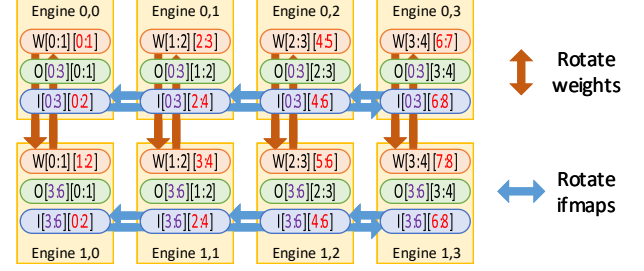 Engine 0,0 Engine 0,1 Engine 0,2 Engine 0,3
W[0:1][0:1] W[1:2][2:3] W[2:3][4:5] W[3:4][6:7]
O[0:3][0:1] O[0:3][1:2] O[0:3][2:3] O[0:3][3:4]
I[0:3][0:2] I[0:3][2:4] I[0:3][4:6] I[0:3][6:8]
Rotate
weights
W[0:1][1:2] W[1:2][3:4] W[2:3][5:6] W[3:4][7:8]
O[3:6][0:1] O[3:6][1:2] O[3:6][2:3] O[3:6][3:4]
I[3:6][0:2] I[3:6][2:4] I[3:6][4:6] I[3:6][6:8]
Engine 1,0 Engine 1,1 Engine 1,2 Engine 1,3
Rotate
ifmaps